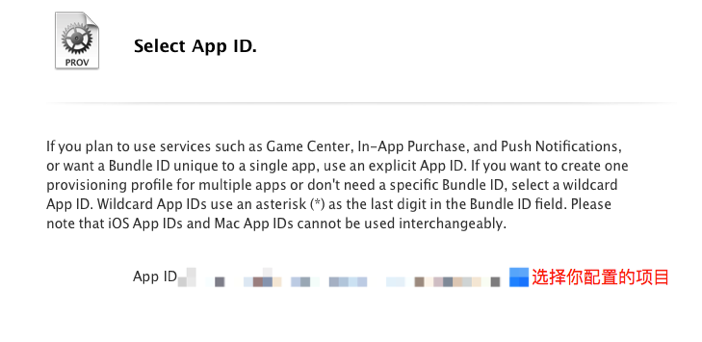 PROV
Select App ID.
If you plan to use services such as Game Center, In-App Purchase, and Push Notifications,
or want a Bundle ID unique to a single app, use an explicit App ID. If you want to create one
provisioning profile for multiple apps or don't need a specific Bundle ID, select a wildcard
App ID. Wildcard App IDs use an asterisk (*) as the last digit in the Bundle ID field. Please
note that iOS App IDs and Mac App IDs cannot be used interchangeably.
App ID 选择你配置的项目